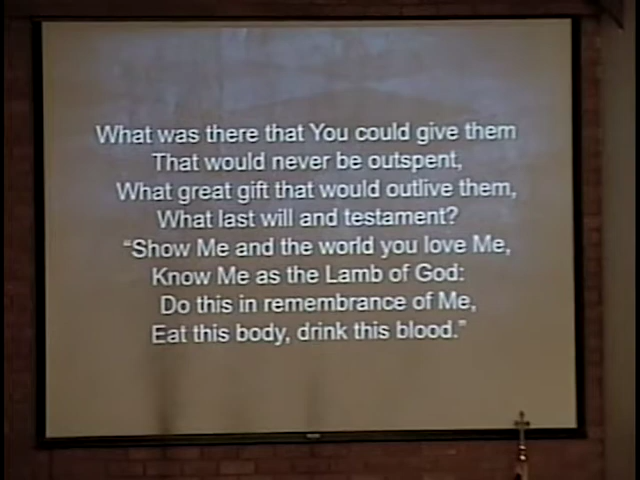 What was there that You could give them
That would never be outspent,
What great gift that would outlive them,
What last will and testament?
“Show Me and the world you love Me,
Know Me as the Lamb of God:
Do this in remembrance of Me,
Eat this body, drink this blood.”